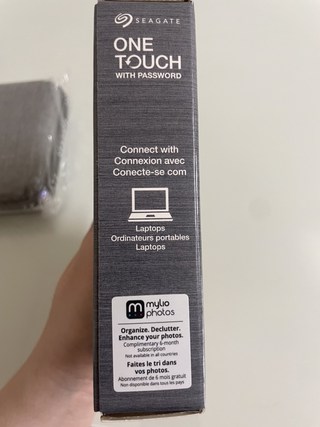 SEAGATE
ONE
TOUCH
WITH PASSWORD
Connect with
Connexion avec
Conecte-se com
Laptops
Ordinateurs portables
Laptops
mylio
photos
Organize. Declutter.
Enhance your photos.
Complimentary 6-month
subscription
Not available in all countries
Faites le tri dans
vos photos.
Abonnement de 6 mois gratuit
Non disponible dans tous les pays